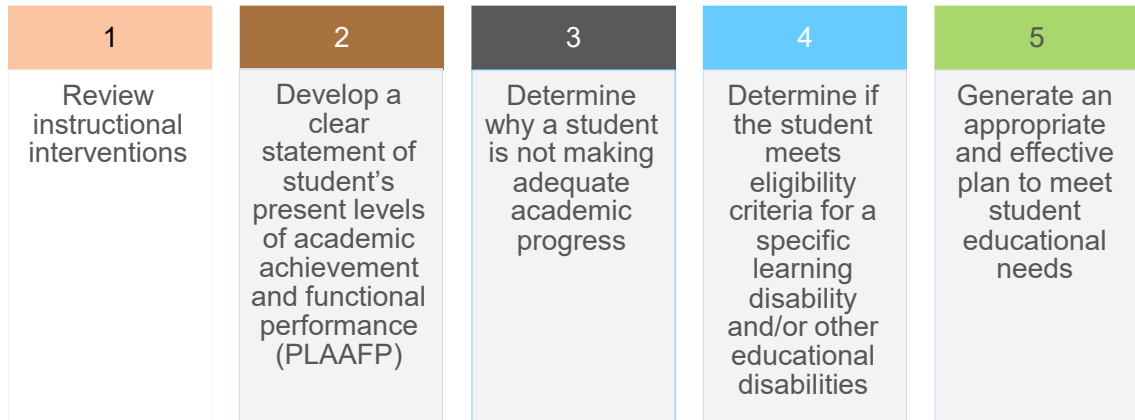 1
Review
instructional
interventions
2
Develop a
clear
statement of
student’s
present levels
of academic
achievement
and functional
performance
(PLAAFP)
3
Determine
why a student
is not making
adequate
academic
progress
4
Determine if
the student
meets
eligibility
criteria for a
specific
learning
disability
and/or other
educational
disabilities
5
Generate an
appropriate
and effective
plan to meet
student
educational
needs